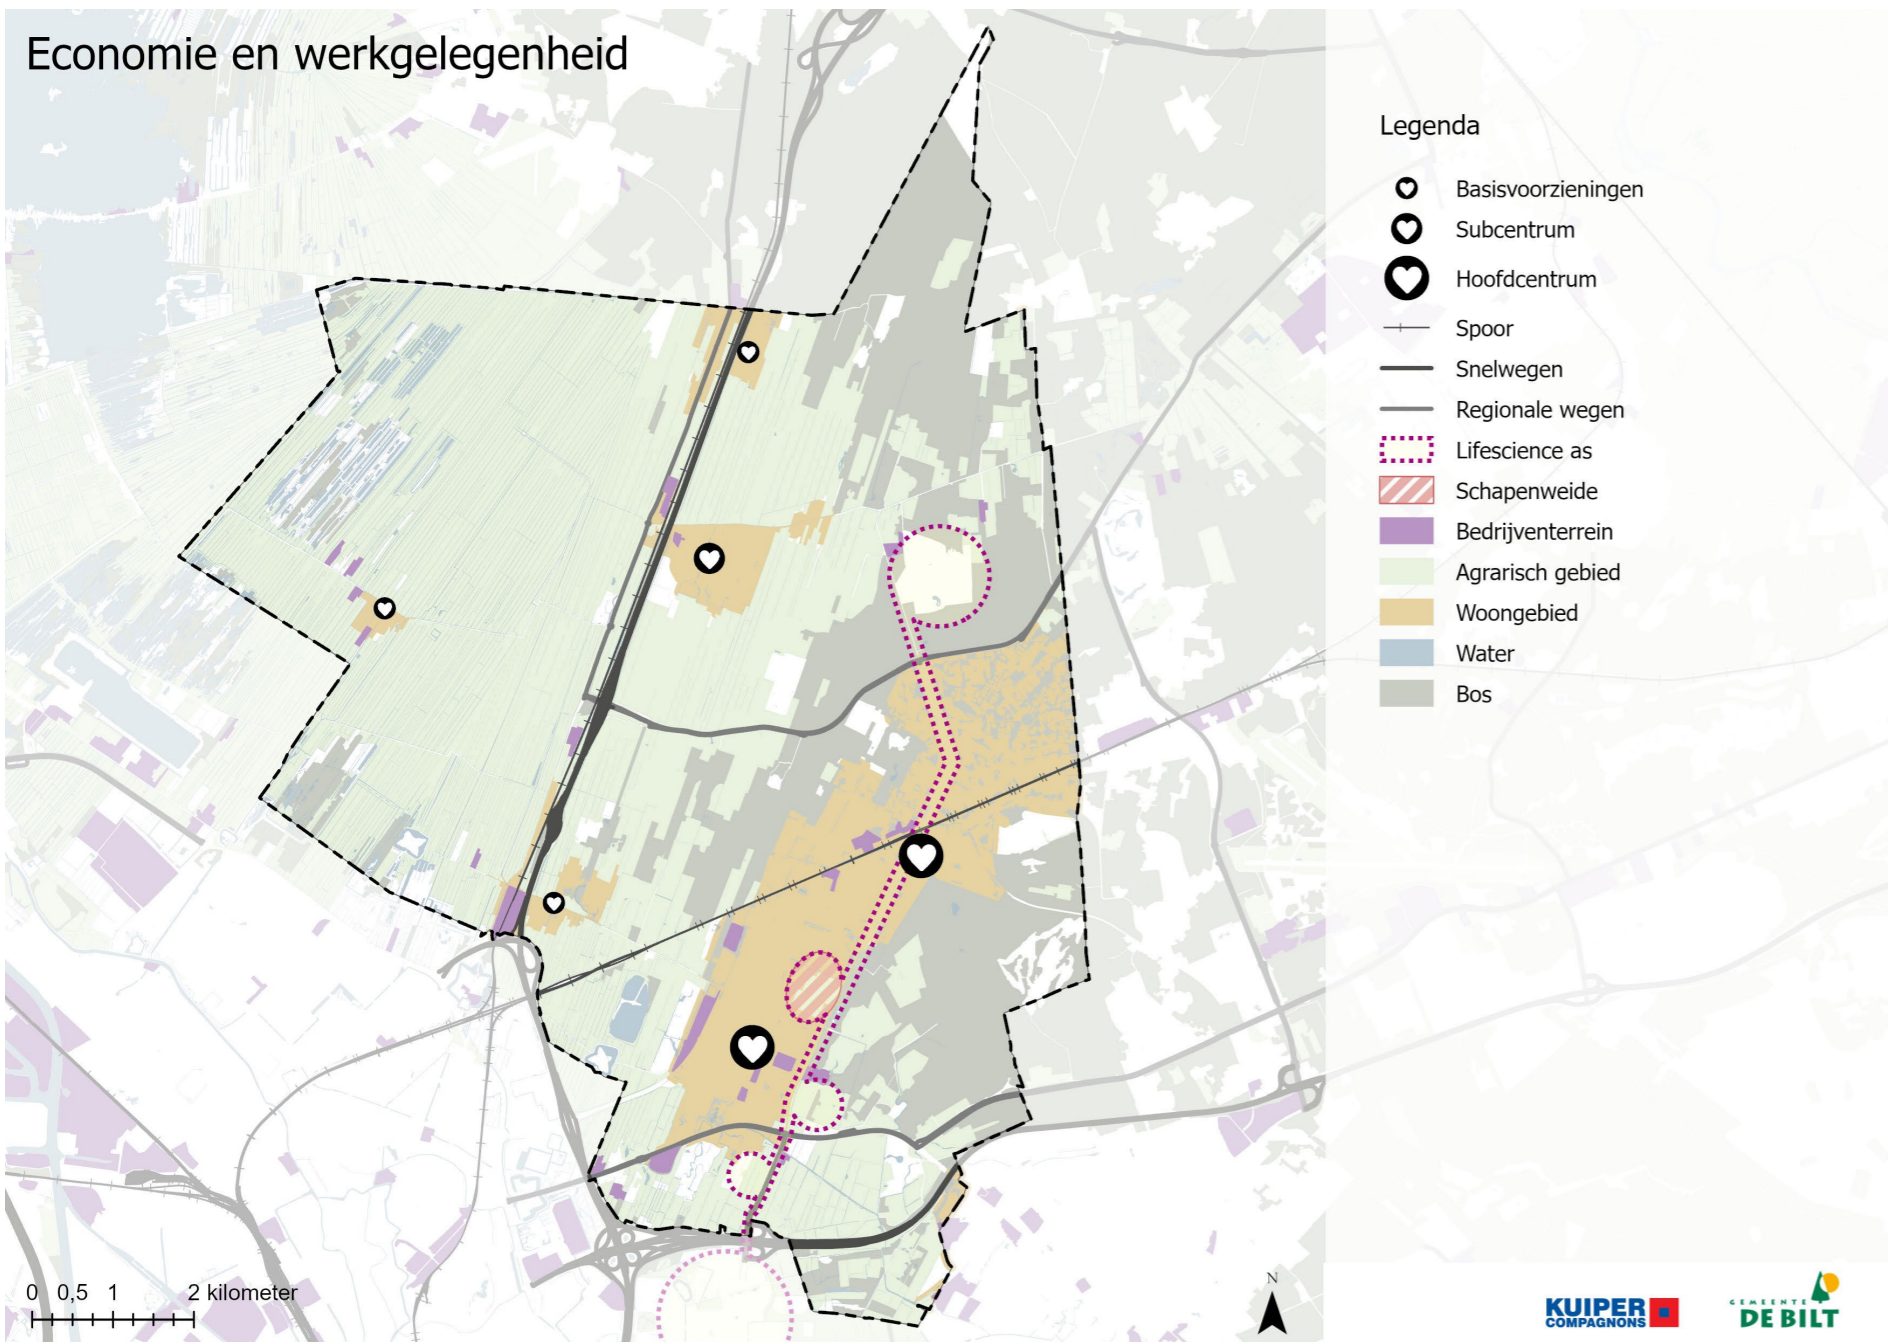 Economie en werkgelegenheid
Legenda
Basisvoorzieningen
Subcentrum
Hoofdcentrum
Spoor
Snelwegen
Regionale wegen
Lifescience as
Schapenweide
Bedrijventerrein
Agrarisch gebied
Woongebied
Water
Bos
0 0,5 1 2 kilometer
N
KUIPER
COMPAGNONS
GEMEENTE
DE BILT